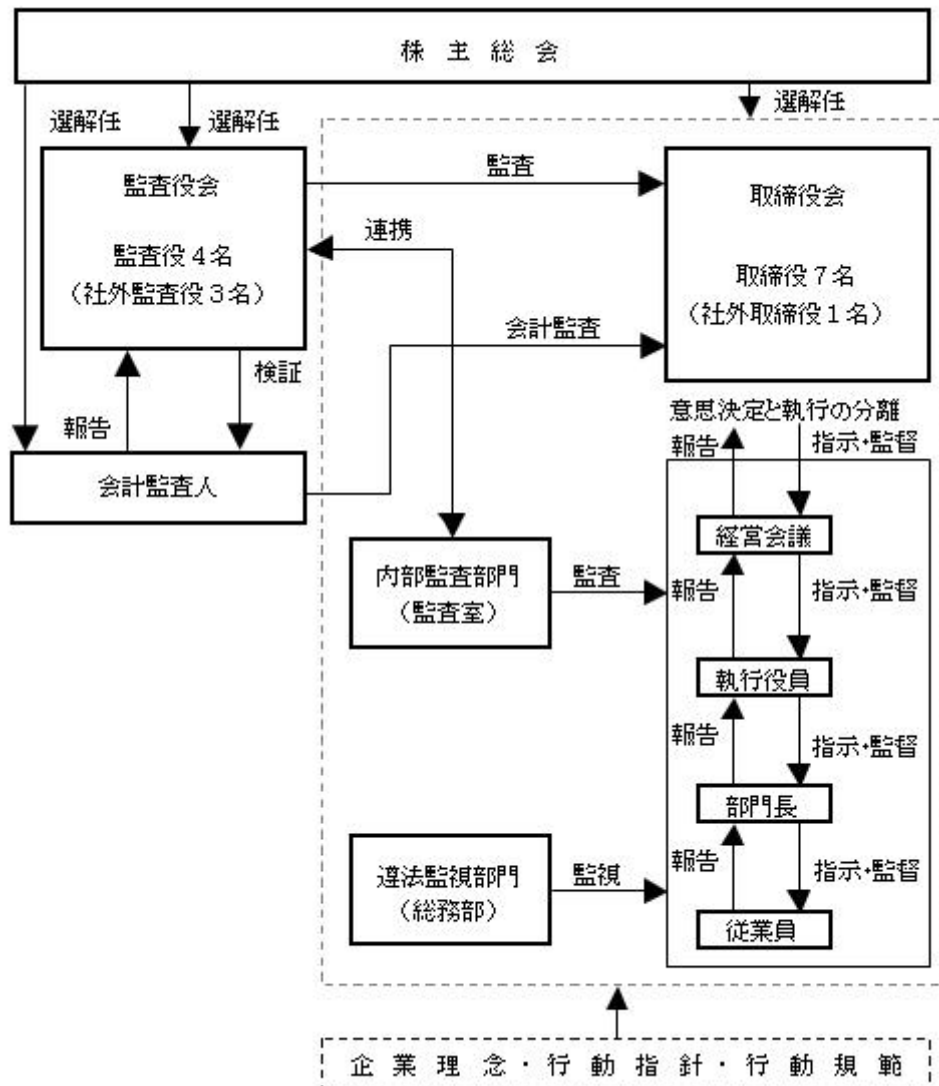 株主総会
選解任
選解任
選解任
監査役会
監査役4名
（社外監査役3名）
監査
連携
取締役会
取締役7名
（社外取締役1名）
会計監査
検証
報告
会計監査人
意思決定と執行の分離
報告
指示・監督
経営会議
内部監査部門
（監査室）
監査
報告
指示・監督
執行役員
報告
指示・監督
部門長
遵法監視部門
（総務部）
監視
報告
指示・監督
従業員
企業理念・行動指針・行動規範